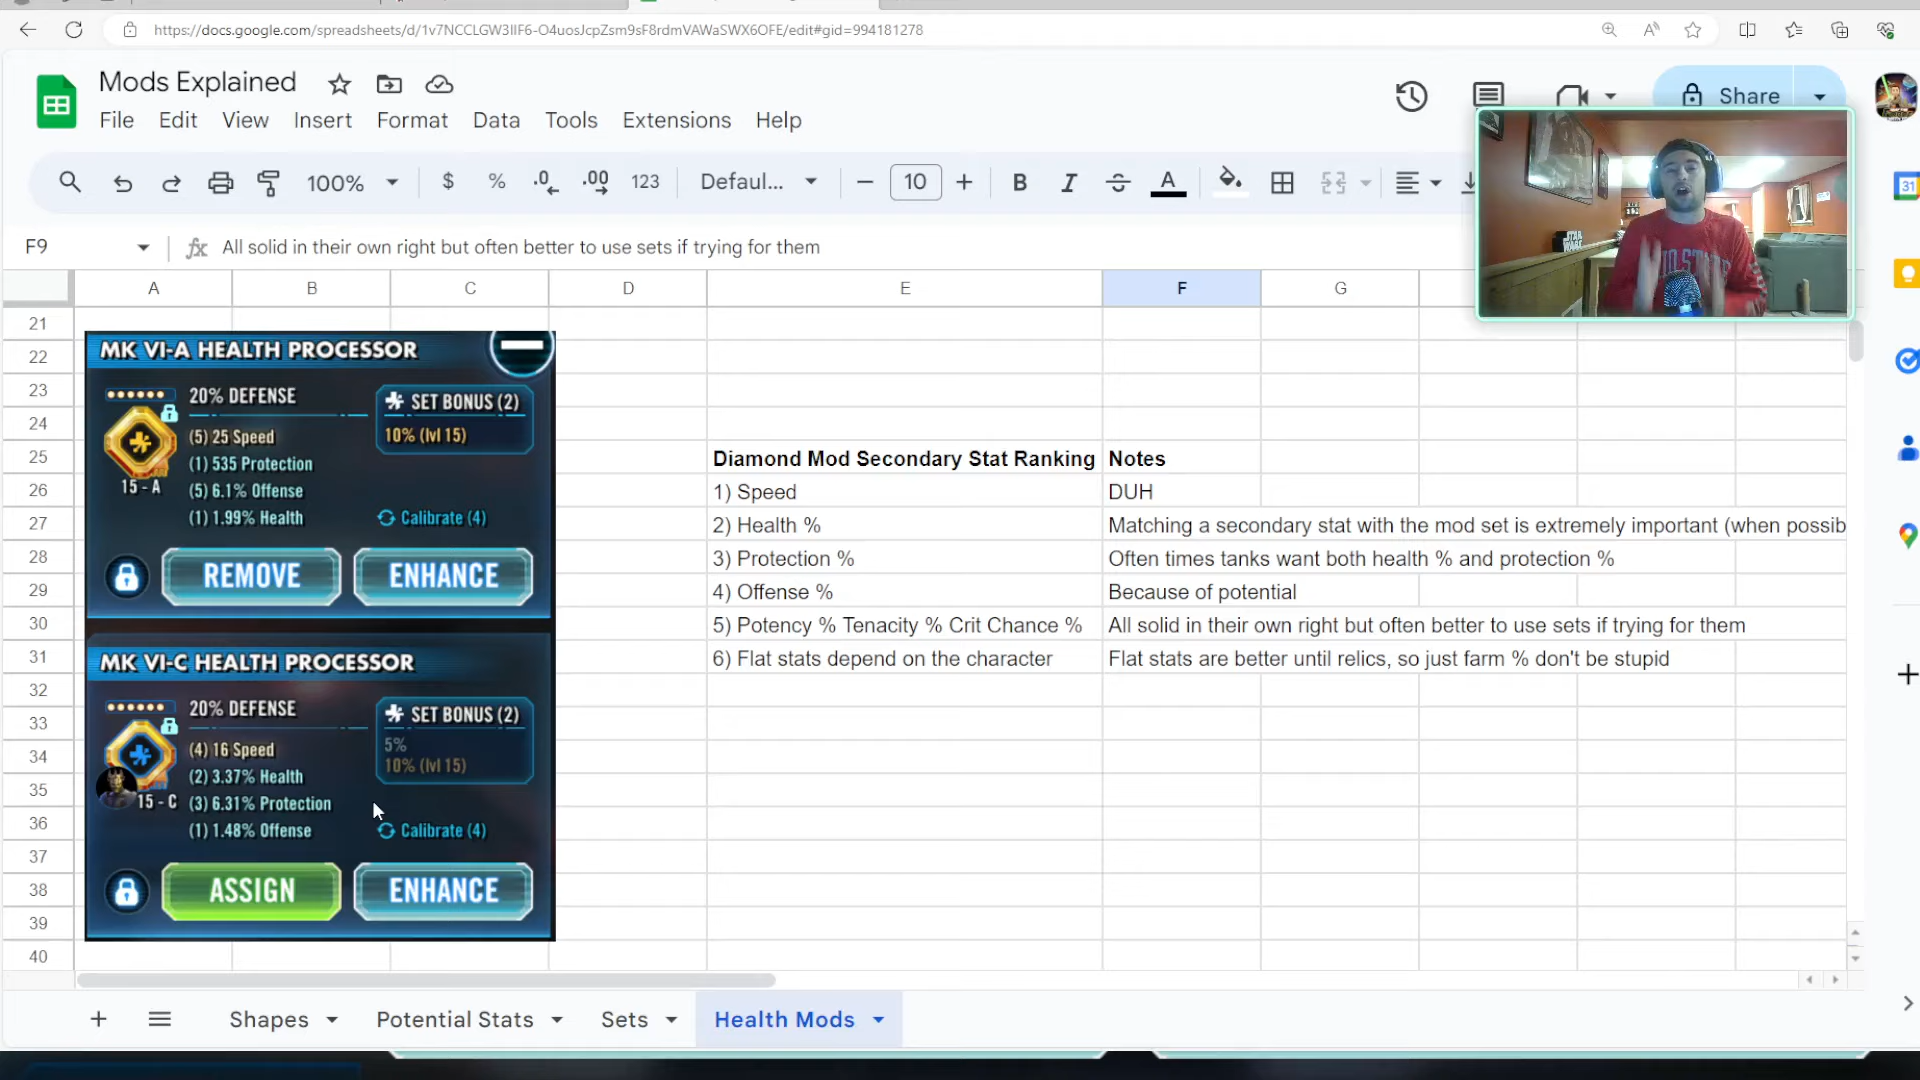 https://docs.google.com/spreadsheets/d/1v7NCCLGW3IIF6-O4uosJcpZsm9sF8rdmVAWaSWX6OFE/edit#gid=994181278
Mods Explained
Share
File Edit View Insert Format Data Tools Extensions Help
100% $ % .0 .00 123 Defaul... 10 B I S A
31
F9 fx All solid in their own right but often better to use sets if trying for them
A B C D E F G
21
22
23
24
25 Diamond Mod Secondary Stat Ranking Notes
26 1) Speed DUH
27 2) Health % Matching a secondary stat with the mod set is extremely important (when possib
28 3) Protection % Often times tanks want both health % and protection %
29 4) Offense % Because of potential
30 5) Potency % Tenacity % Crit Chance % All solid in their own right but often better to use sets if trying for them
31 6) Flat stats depend on the character Flat stats are better until relics, so just farm % don't be stupid
32
33
34
35
36
37
38
39
40
MK VI-A HEALTH PROCESSOR
20% DEFENSE
SET BONUS (2)
10% (lvl 15)
(5) 25 Speed
(1) 535 Protection
(5) 6.1% Offense
(1) 1.99% Health
15 - A
Calibrate (4)
REMOVE ENHANCE
MK VI-C HEALTH PROCESSOR
20% DEFENSE
SET BONUS (2)
5%
10% (lvl 15)
(4) 16 Speed
(2) 3.37% Health
(3) 6.31% Protection
(1) 1.48% Offense
15 - C
Calibrate (4)
ASSIGN ENHANCE
STAR WARS
Shapes Potential Stats Sets Health Mods